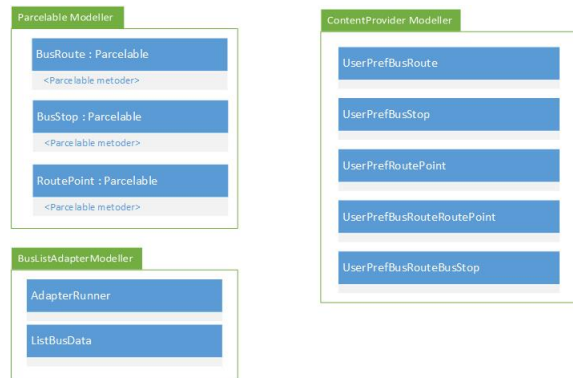 Parcelable Modeller
BusRoute : Parcelable
<Parcelable metoder>
BusStop : Parcelable
<Parcelable metoder>
RoutePoint : Parcelable
<Parcelable metoder>
BusListAdapterModeller
AdapterRunner
ListBusData
ContentProvider Modeller
UserPrefBusRoute
UserPrefBusStop
UserPrefRoutePoint
UserPrefBusRouteRoutePoint
UserPrefBusRouteBusStop